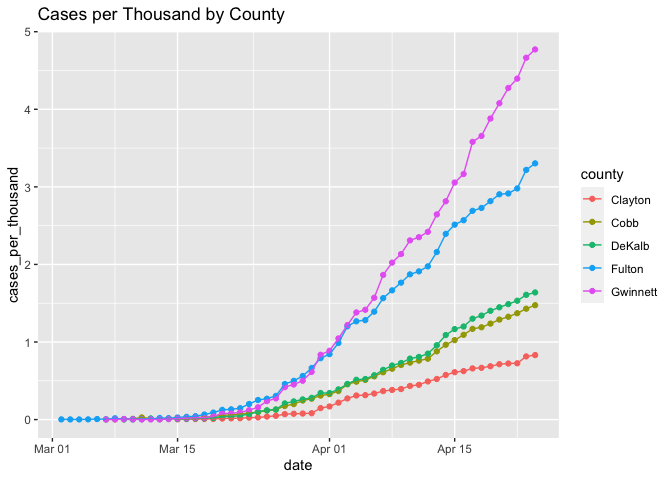 Cases per Thousand by County
cases_per_thousand
5
4
3
2
1
0
Mar 01
Mar 15
Apr 01
Apr 15
date
county
Clayton
Cobb
DeKalb
Fulton
Gwinnett